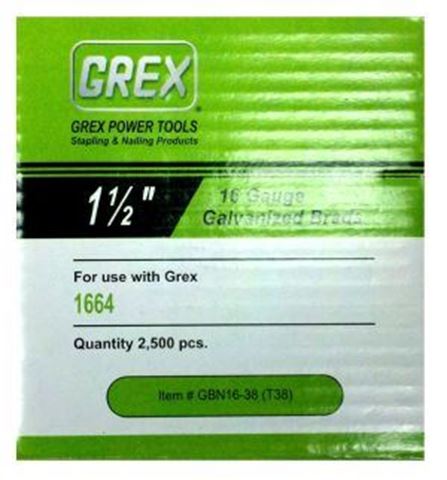 GREX
GREX POWER TOOLS
Stapling & Nailing Products
1½"
16 Gauge
Galvanized Brads
For use with Grex
1664
Quantity 2,500 pcs.
Item # GBN16-38 (T38)